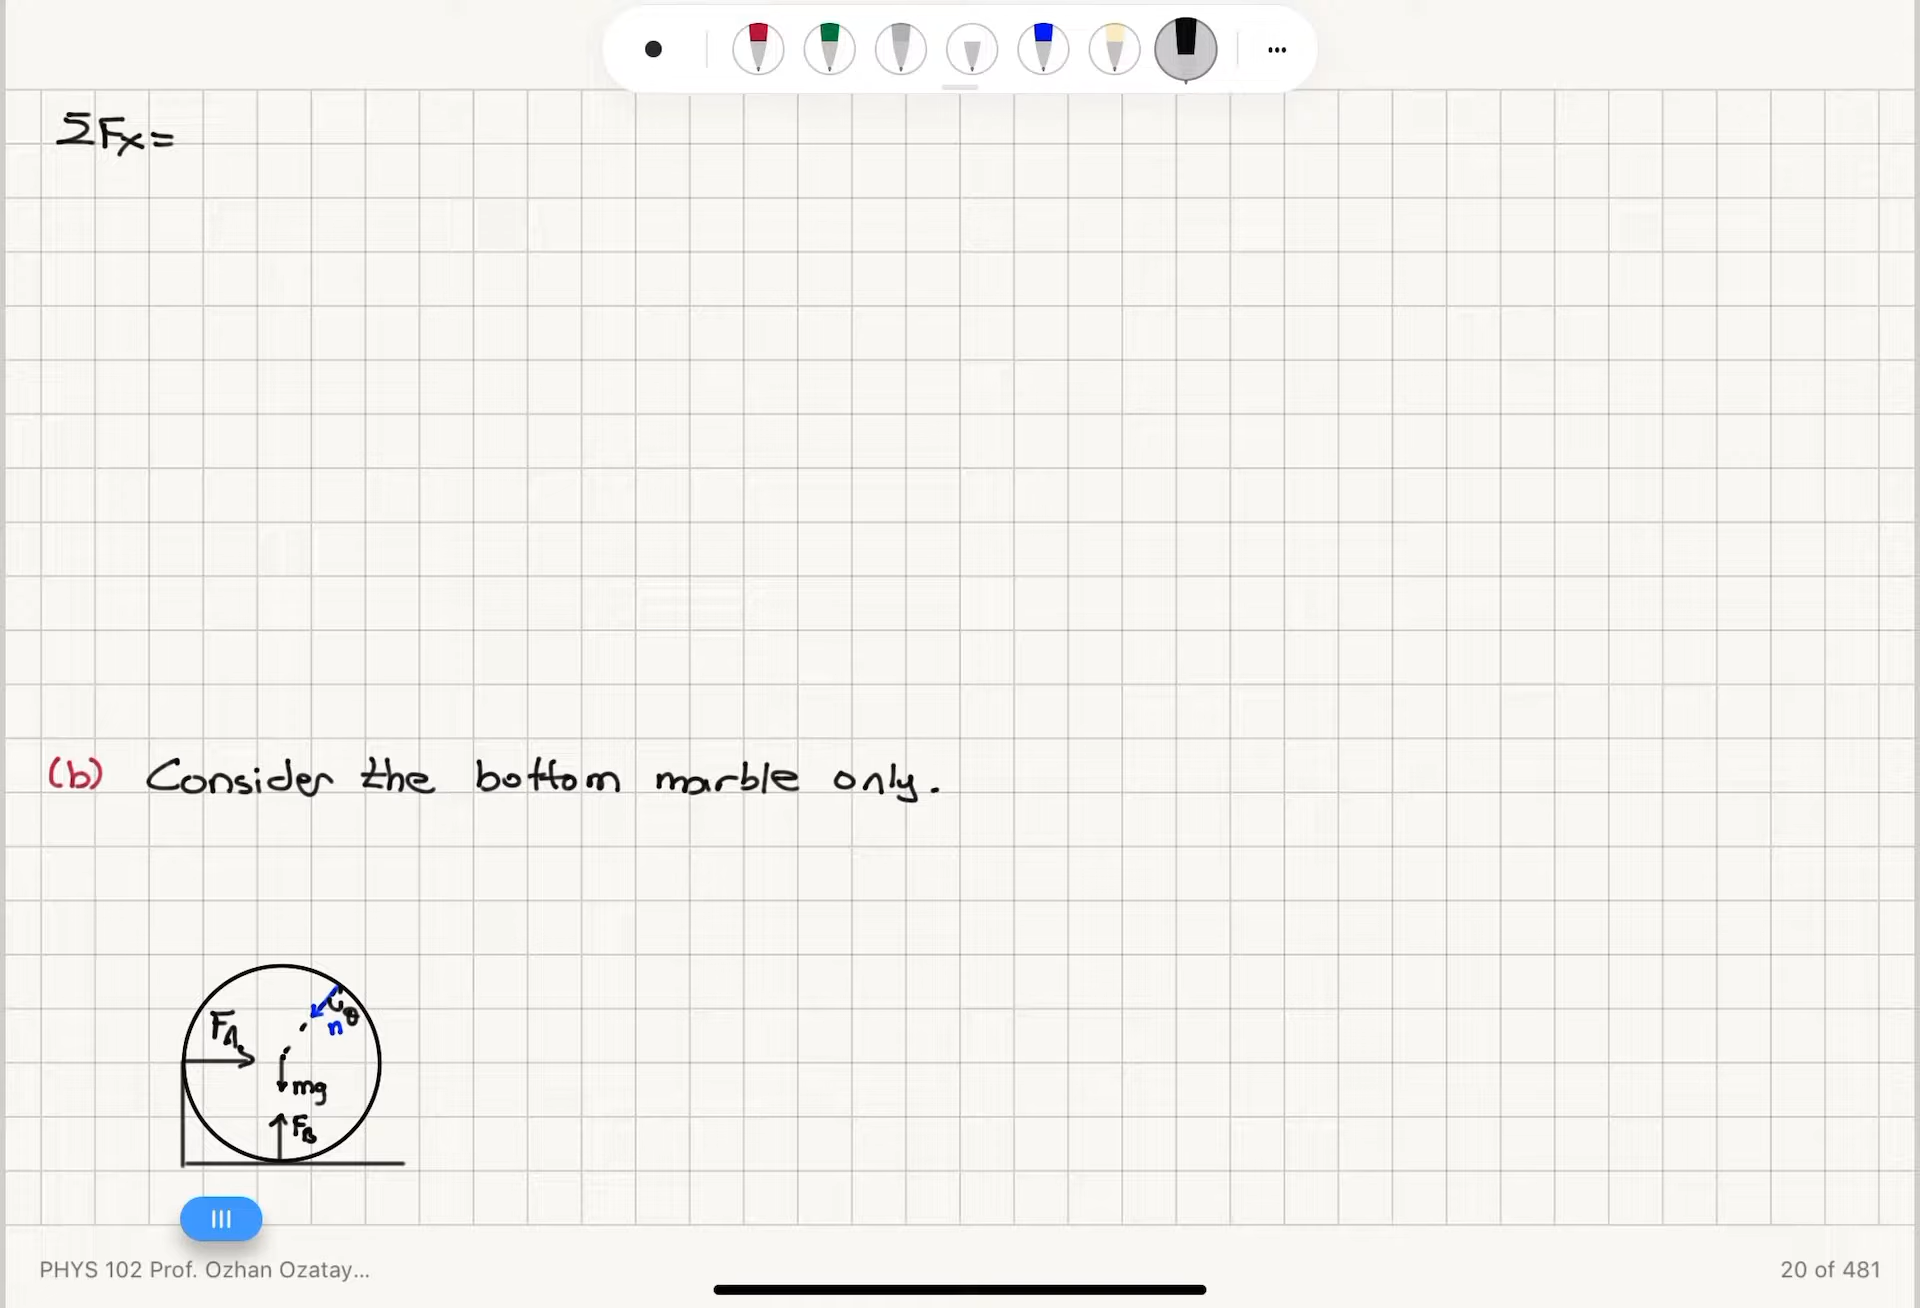 ΣFx=
(b) Consider the bottom marble only.
θ
n
FA
mg
FB
PHYS 102 Prof. Ozhan Ozatay...
20 of 481